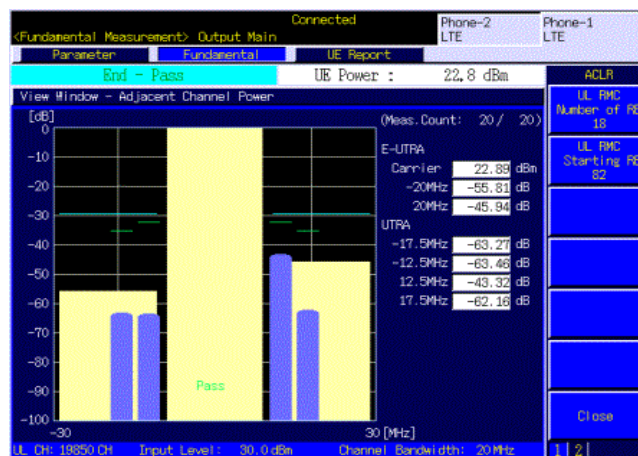 Connected
<Fundamental Measurement> Output Main
Phone-2
LTE
Phone-1
LTE
Parameter
Fundamental
UE Report
End - Pass
UE Power :
22.8 dBm
ACLR
View Window - Adjacent Channel Power
UL RMC
Number of RB
18
UL RMC
Starting RB
82
[dB]
(Meas.Count: 20/ 20)
0
-10
-20
-30
-40
-50
-60
-70
-80
-90
-100
E-UTRA
Carrier 22.89 dBm
-20MHz -55.81 dB
20MHz -45.94 dB
UTRA
-17.5MHz -63.27 dB
-12.5MHz -63.46 dB
12.5MHz -43.32 dB
17.5MHz -62.16 dB
Pass
-30
30 [MHz]
Close
UL CH: 19850 CH Input Level: 30.0 dBm Channel Bandwidth: 20 MHz
1 2